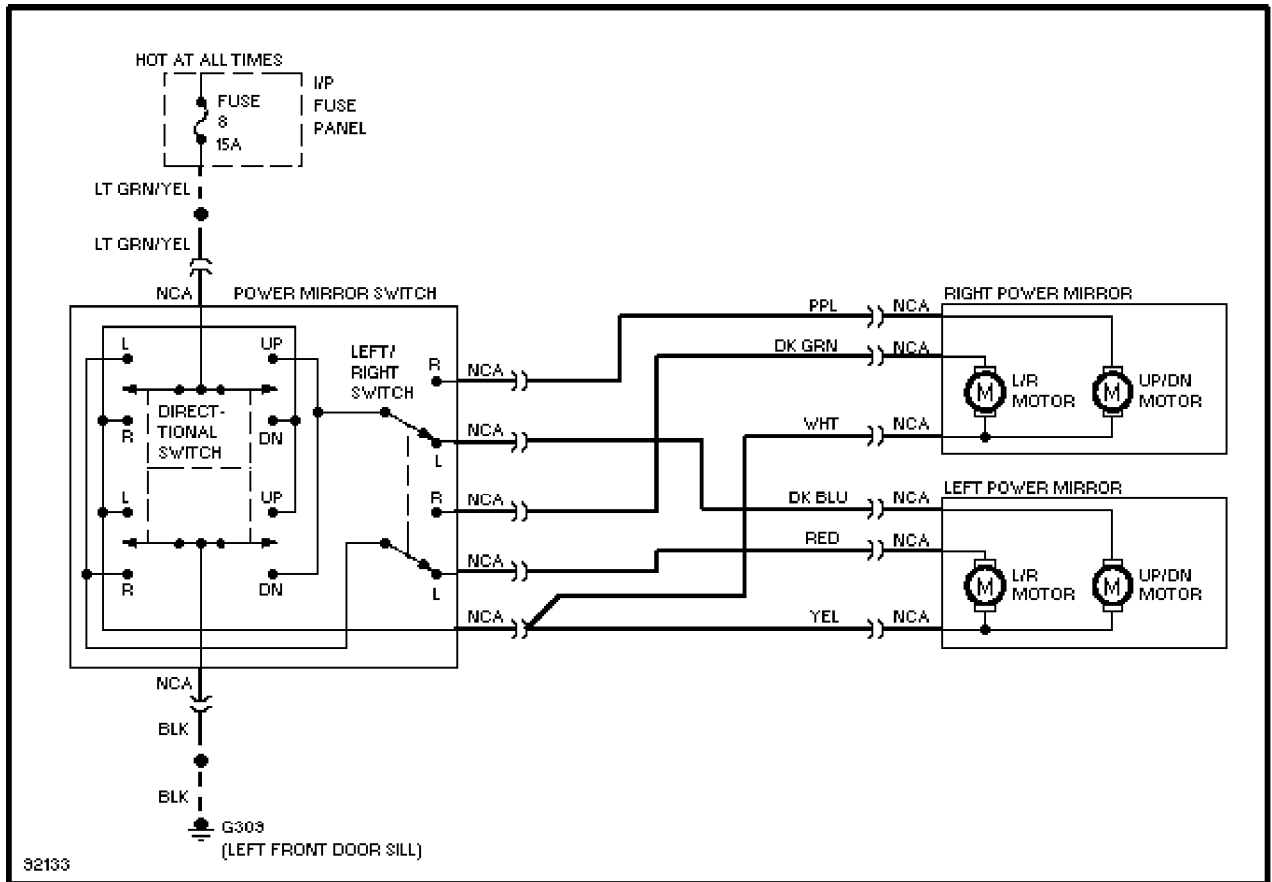 HOT AT ALL TIMES
I/P
FUSE
PANEL
FUSE
8
15A
LT GRN/YEL
LT GRN/YEL
NCA
POWER MIRROR SWITCH
L
UP
R
DN
DIRECT-
TIONAL
SWITCH
L
UP
R
DN
LEFT/
RIGHT
SWITCH
R
L
R
L
NCA
NCA
NCA
NCA
NCA
PPL
NCA
DK GRN
NCA
WHT
NCA
DK BLU
NCA
RED
NCA
YEL
NCA
RIGHT POWER MIRROR
M
L/R
MOTOR
M
UP/DN
MOTOR
LEFT POWER MIRROR
M
L/R
MOTOR
M
UP/DN
MOTOR
NCA
BLK
BLK
G309
(LEFT FRONT DOOR SILL)
92133